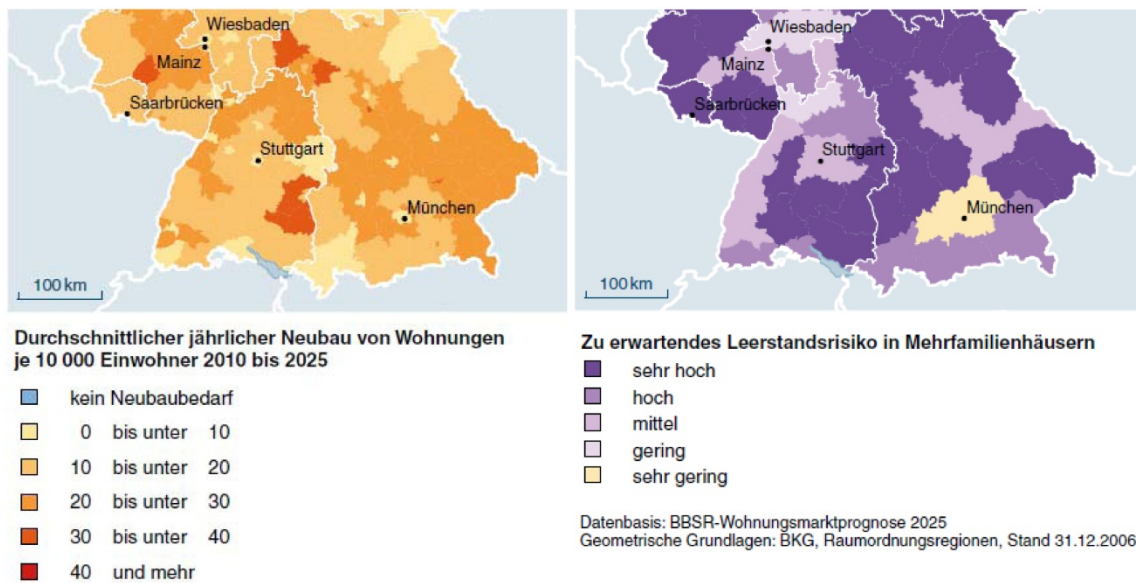 Wiesbaden
Mainz
Saarbrücken
Stuttgart
München
100 km
Durchschnittlicher jährlicher Neubau von Wohnungen
je 10 000 Einwohner 2010 bis 2025
kein Neubaubedarf
0 bis unter 10
10 bis unter 20
20 bis unter 30
30 bis unter 40
40 und mehr
Wiesbaden
Mainz
Saarbrücken
Stuttgart
München
100 km
Zu erwartendes Leerstandsrisiko in Mehrfamilienhäusern
sehr hoch
hoch
mittel
gering
sehr gering
Datenbasis: BBSR-Wohnungsmarktprognose 2025
Geometrische Grundlagen: BKG, Raumordnungsregionen, Stand 31.12.2006